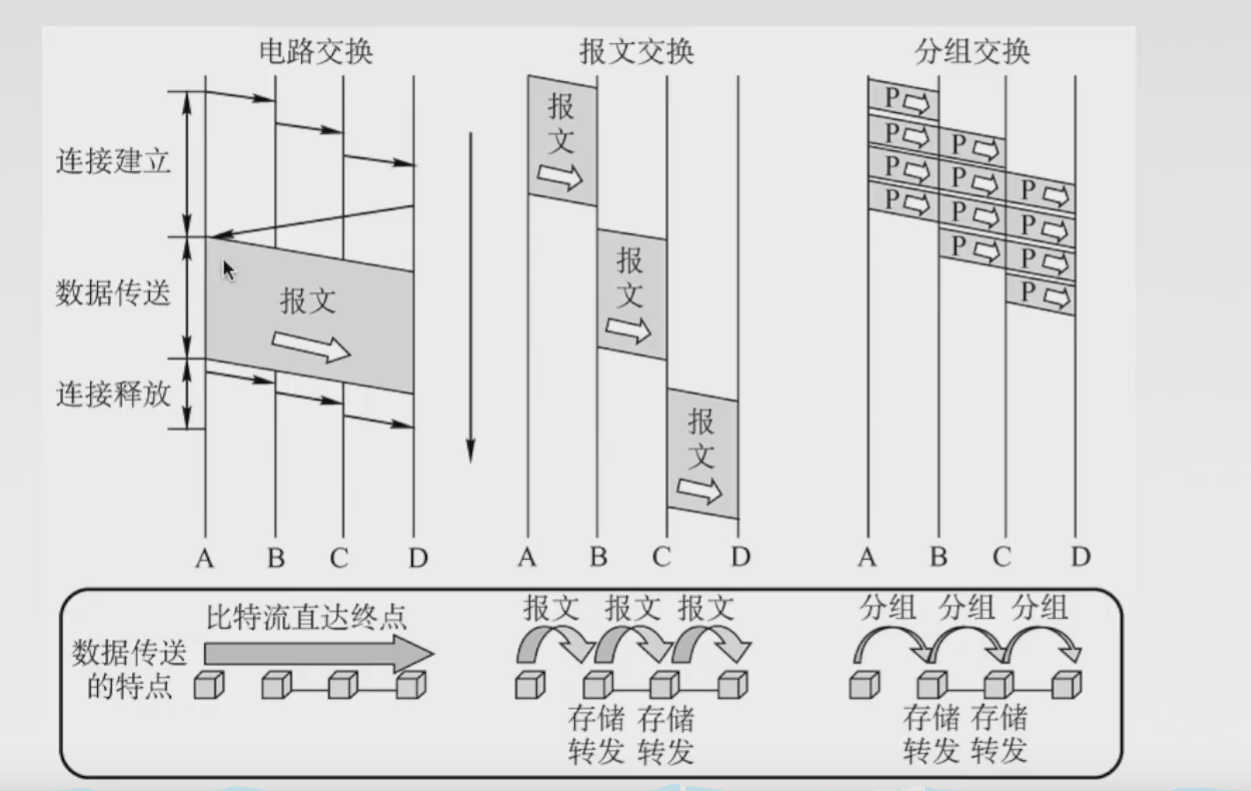 电路交换
报文交换
分组交换
连接建立
数据传送
连接释放
报文
A B C D
报
文
报
文
报
文
A B C D
P
P P
P P P
P P P
P P
P
A B C D
数据传送
的特点
比特流直达终点
报文 报文 报文
存储 存储
转发 转发
分组 分组 分组
存储 存储
转发 转发